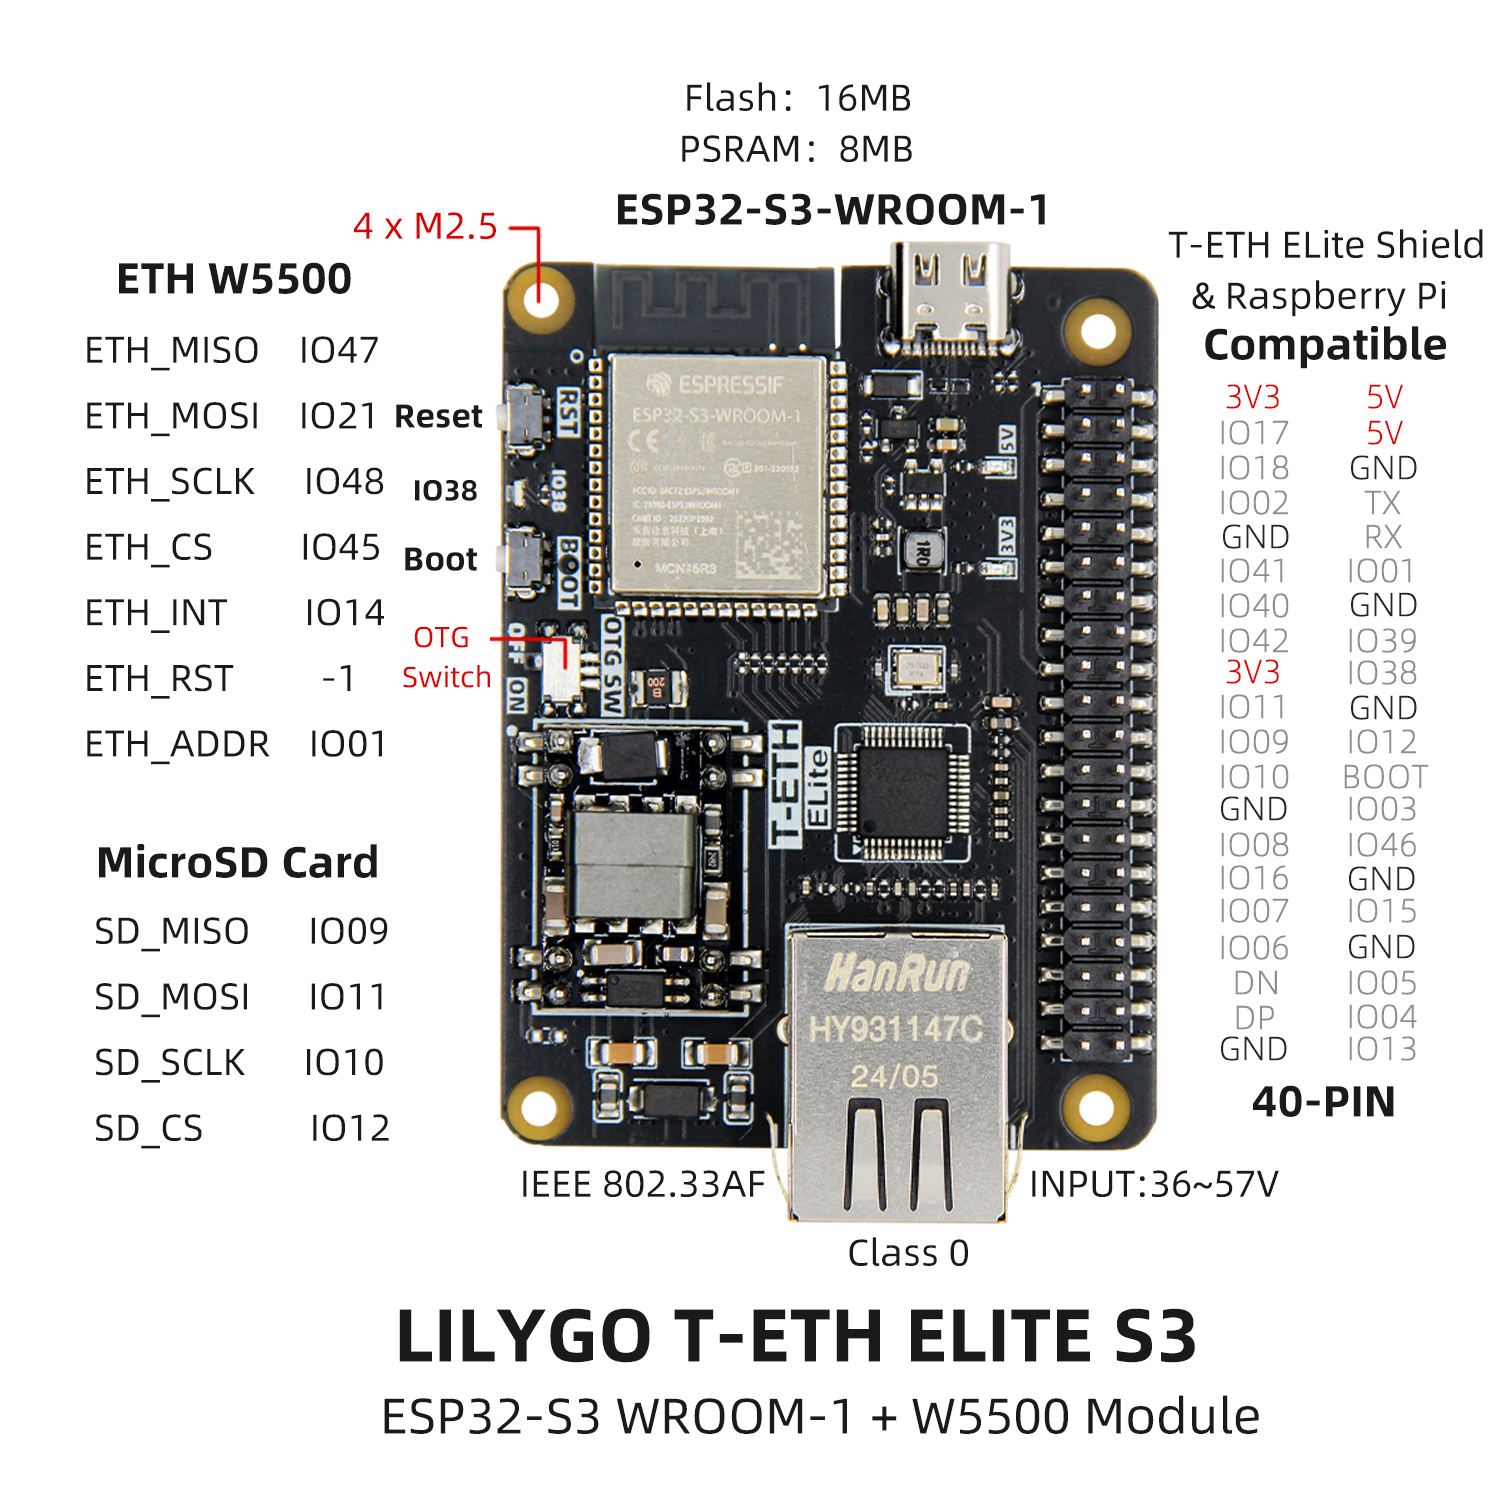 Flash： 16MB
PSRAM： 8MB
ESP32-S3-WROOM-1
4 x M2.5
T-ETH ELite Shield
& Raspberry Pi
Compatible
ETH W5500
ETH_MISO IO47
ETH_MOSI IO21
ETH_SCLK IO48
ETH_CS IO45
ETH_INT IO14
ETH_RST -1
ETH_ADDR IO01
Reset
IO38
Boot
OTG
Switch
MicroSD Card
SD_MISO IO09
SD_MOSI IO11
SD_SCLK IO10
SD_CS IO12
RST
IO38
BOOT
OFF ON
OTG SW
ESPRESSIF
ESP32-S3-WROOM-1
CE
MCN16R8
5V
3V3
1R0
200
T-ETH
ELite
HanRun
HY931147C
24/05
3V3 5V
IO17 5V
IO18 GND
IO02 TX
GND RX
IO41 IO01
IO40 GND
IO42 IO39
3V3 IO38
IO11 GND
IO09 IO12
IO10 BOOT
GND IO03
IO08 IO46
IO16 GND
IO07 IO15
IO06 GND
DN IO05
DP IO04
GND IO13
40-PIN
IEEE 802.33AF
INPUT:36~57V
Class 0
LILYGO T-ETH ELITE S3
ESP32-S3 WROOM-1 + W5500 Module